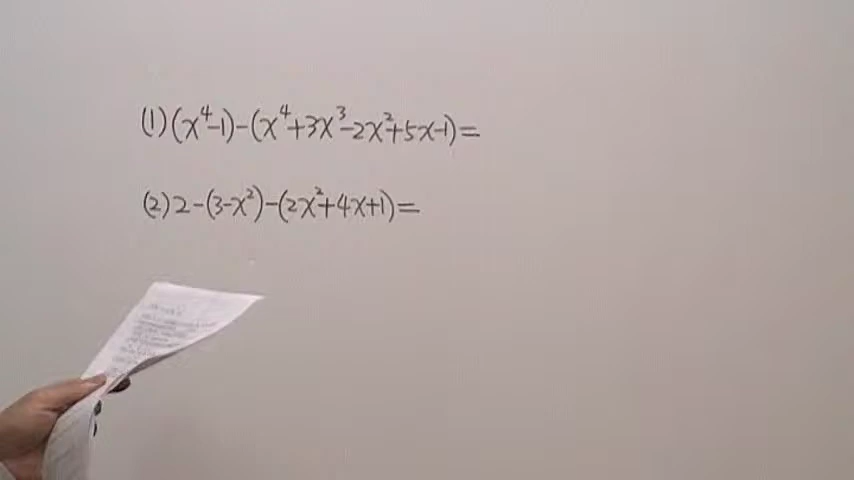 (1)(x⁴-1)-(x⁴+3x³-2x²+5x-1)=
(2)2-(3-x²)-(2x²+4x+1)=